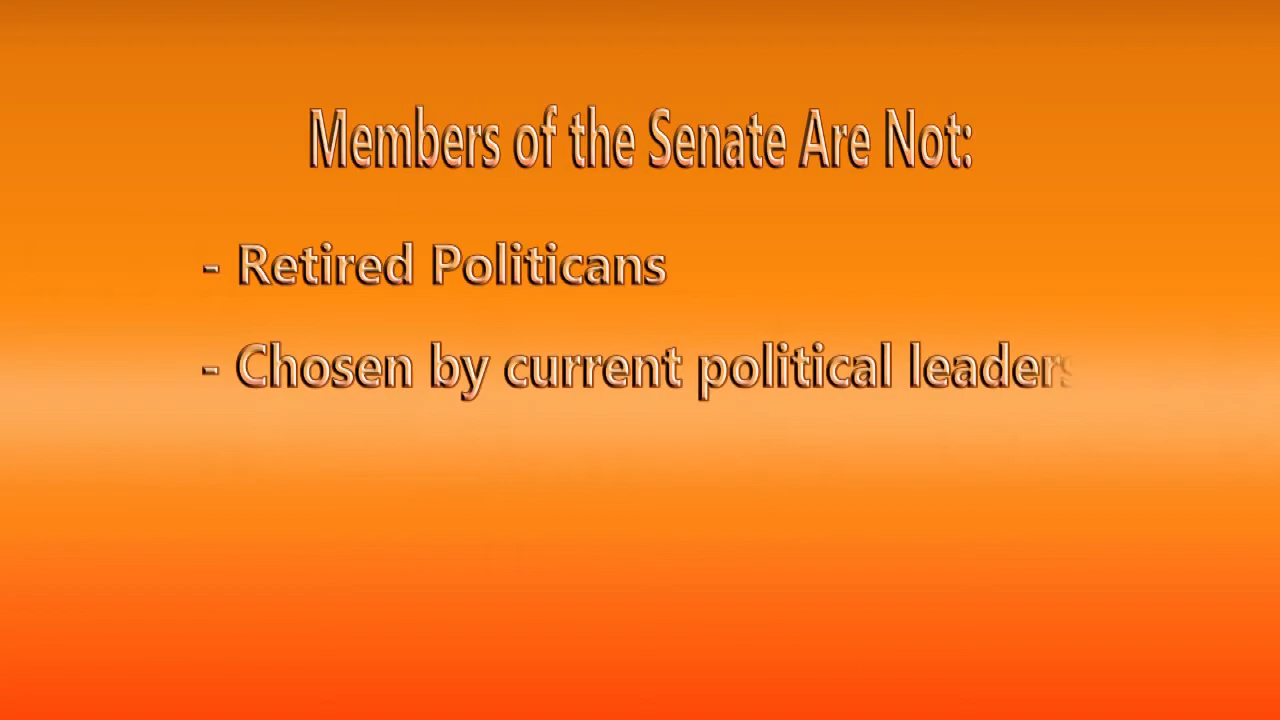 Members of the Senate Are Not:
- Retired Politicans
- Chosen by current political leaders